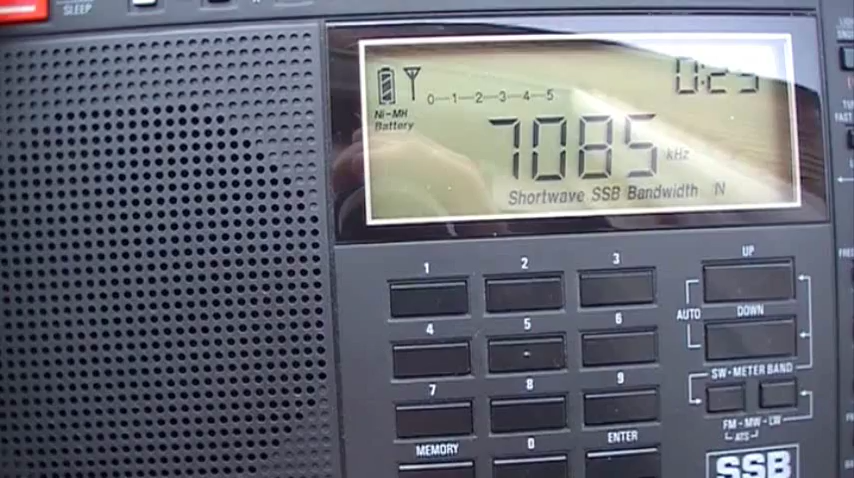 SLEEP
0:23
0-1-2-3-4-5
Ni-MH
Battery
7085 kHz
Shortwave SSB Bandwidth N
1 2 3
UP
AUTO
DOWN
4 5 6
SW-METER BAND
7 8 9
FM-MW-LW
ATS
MEMORY 0 ENTER
SSB